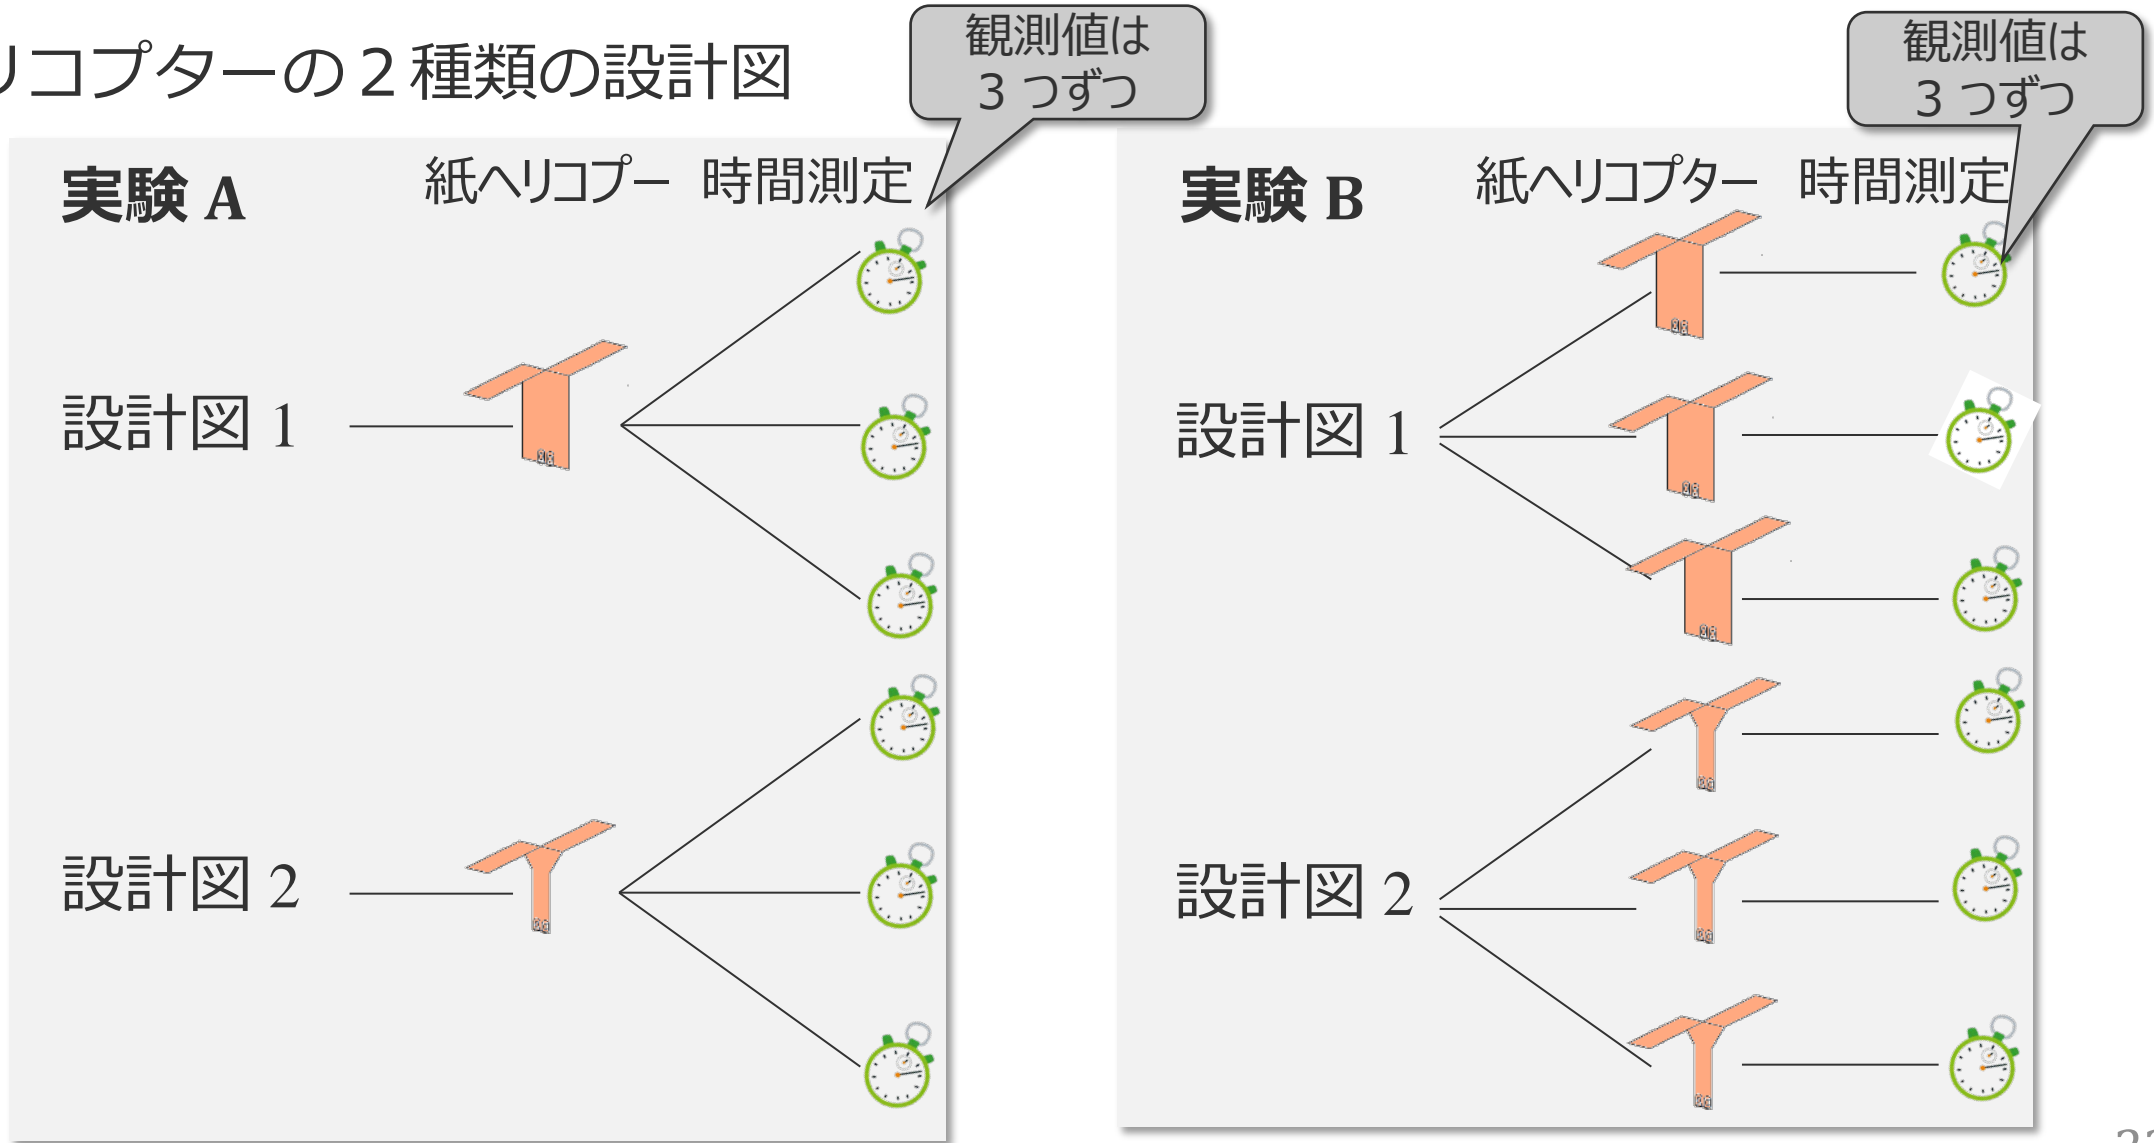 リコプターの２種類の設計図
観測値は
3 つずつ
観測値は
3 つずつ
実験 A
紙ヘリコプー 時間測定
設計図 1
設計図 2
実験 B
紙ヘリコプター 時間測定
設計図 1
設計図 2